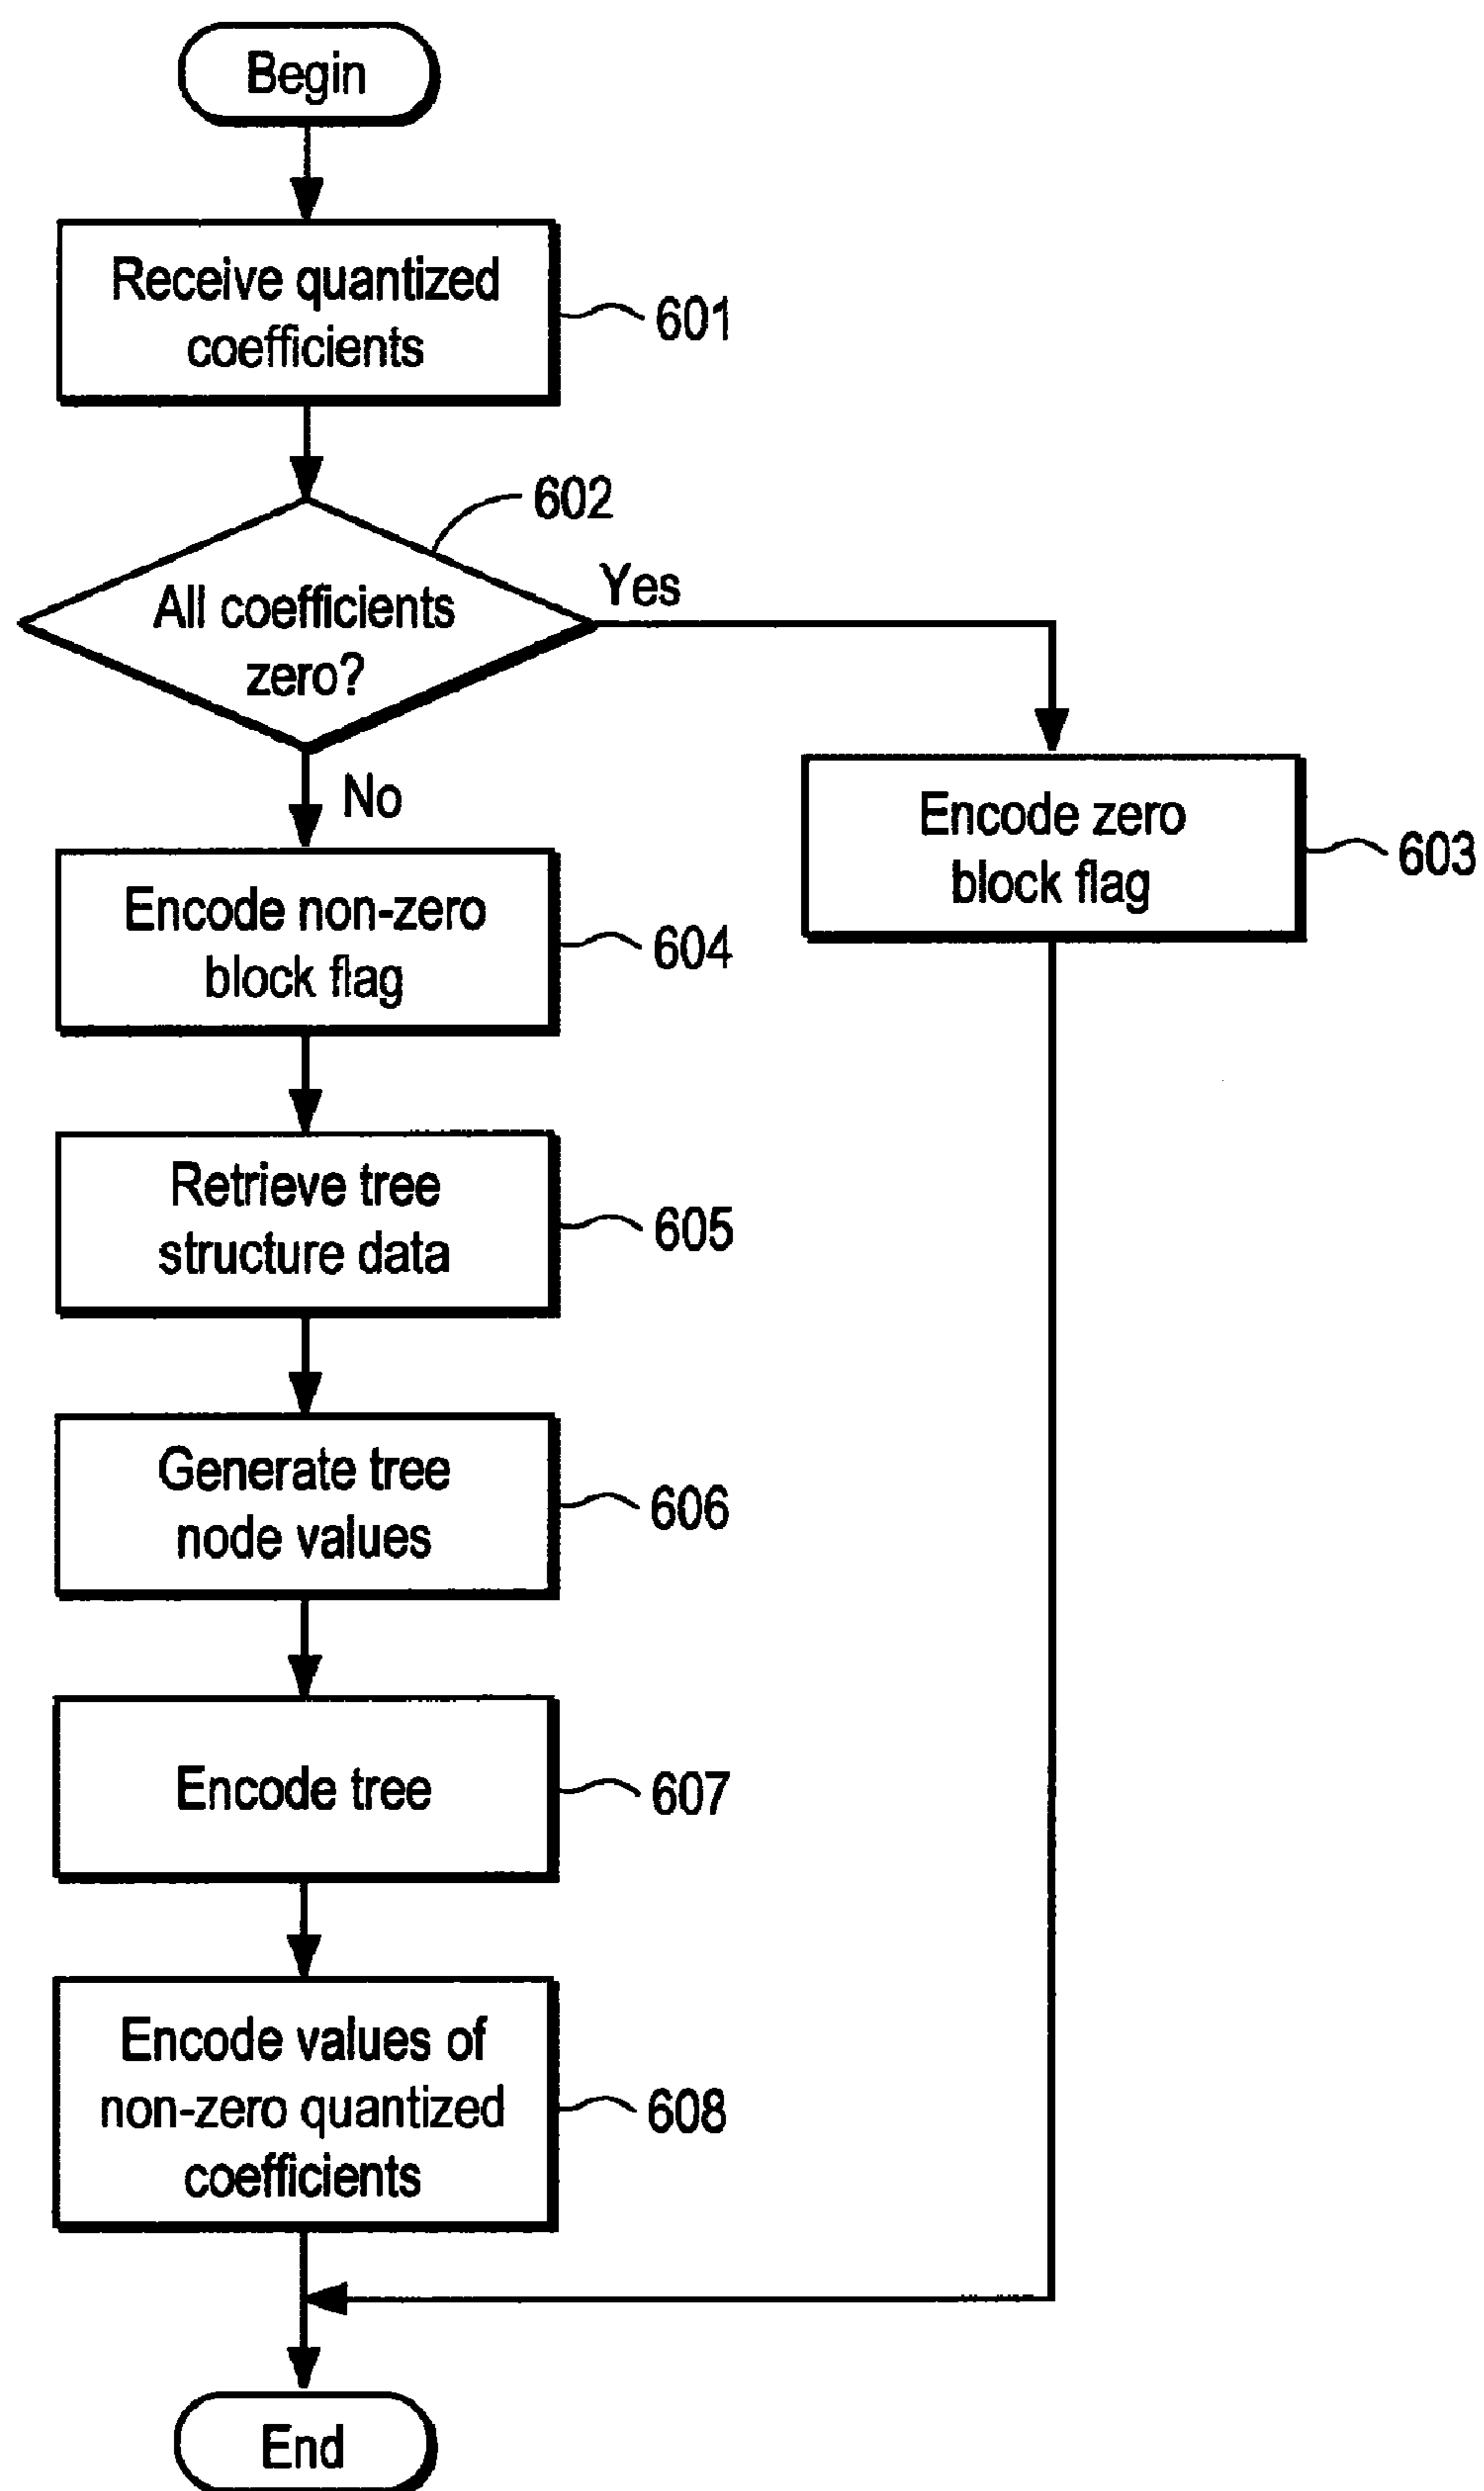 Begin
Receive quantized
coefficients
601
602
All coefficients
zero?
Yes
No
Encode zero
block flag
603
Encode non-zero
block flag
604
Retrieve tree
structure data
605
Generate tree
node values
606
Encode tree
607
Encode values of
non-zero quantized
coefficients
608
End